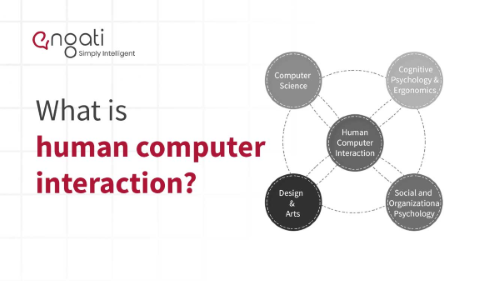 engati
Simply Intelligent
What is
human computer
interaction?
Computer
Science
Cognitive
Psychology &
Ergonomics
Human
Computer
Interaction
Design
&
Arts
Social and
Organizationa
Psychology